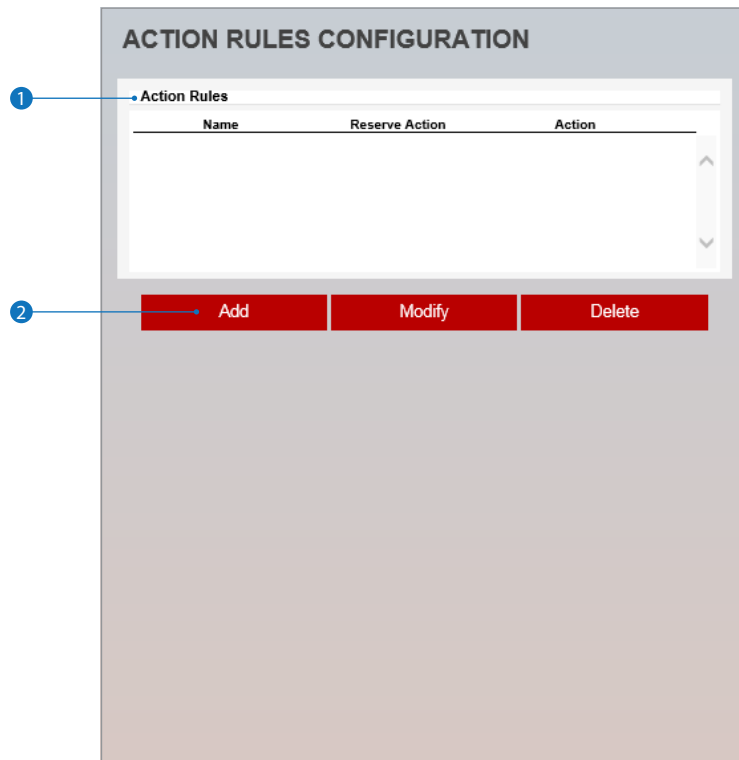 ACTION RULES CONFIGURATION
1 Action Rules
Name Reserve Action Action
2 Add Modify Delete